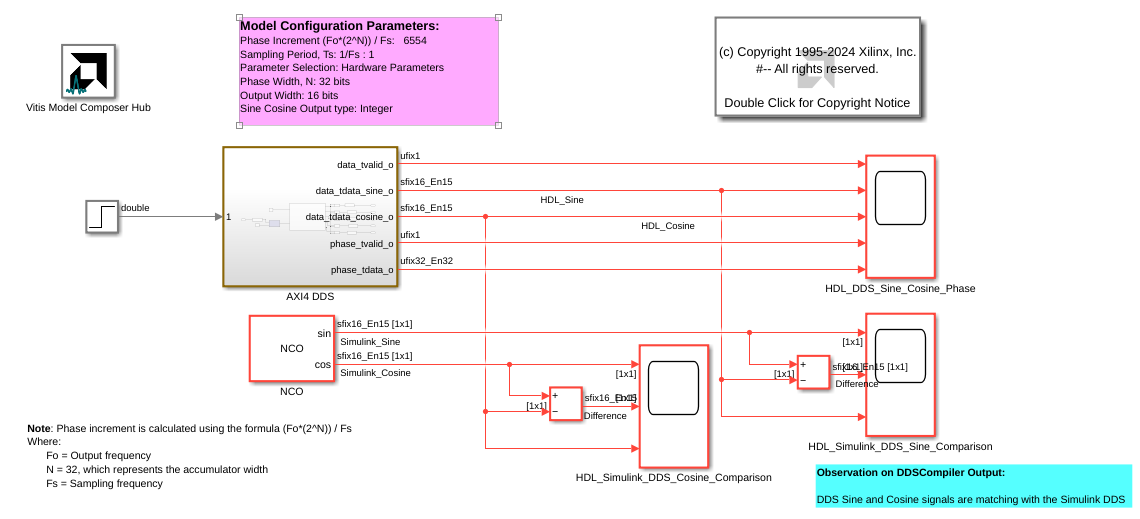 Model Configuration Parameters:
Phase Increment (Fo*(2^N)) / Fs:   6554
Sampling Period, Ts: 1/Fs : 1
Parameter Selection: Hardware Parameters
Phase Width, N: 32 bits
Output Width: 16 bits
Sine Cosine Output type: Integer
(c) Copyright 1995-2024 Xilinx, Inc.
#-- All rights reserved.
Double Click for Copyright Notice
Vitis Model Composer Hub
double
1
data_tvalid_o
data_tdata_sine_o
data_tdata_cosine_o
phase_tvalid_o
phase_tdata_o
AXI4 DDS
ufix1
sfix16_En15
HDL_Sine
sfix16_En15
HDL_Cosine
ufix1
ufix32_En32
HDL_DDS_Sine_Cosine_Phase
NCO
sin
cos
NCO
sfix16_En15 [1x1]
Simulink_Sine
sfix16_En15 [1x1]
Simulink_Cosine
[1x1]
+
−
[1x1]
sfix16_En15
[1x1]
Difference
HDL_Simulink_DDS_Cosine_Comparison
[1x1]
+
−
[1x1]
sfix16_En15 [1x1]
[1x1]
Difference
HDL_Simulink_DDS_Sine_Comparison
Note: Phase increment is calculated using the formula (Fo*(2^N)) / Fs
Where:
Fo = Output frequency
N = 32, which represents the accumulator width
Fs = Sampling frequency
Observation on DDSCompiler Output:
DDS Sine and Cosine signals are matching with the Simulink DDS